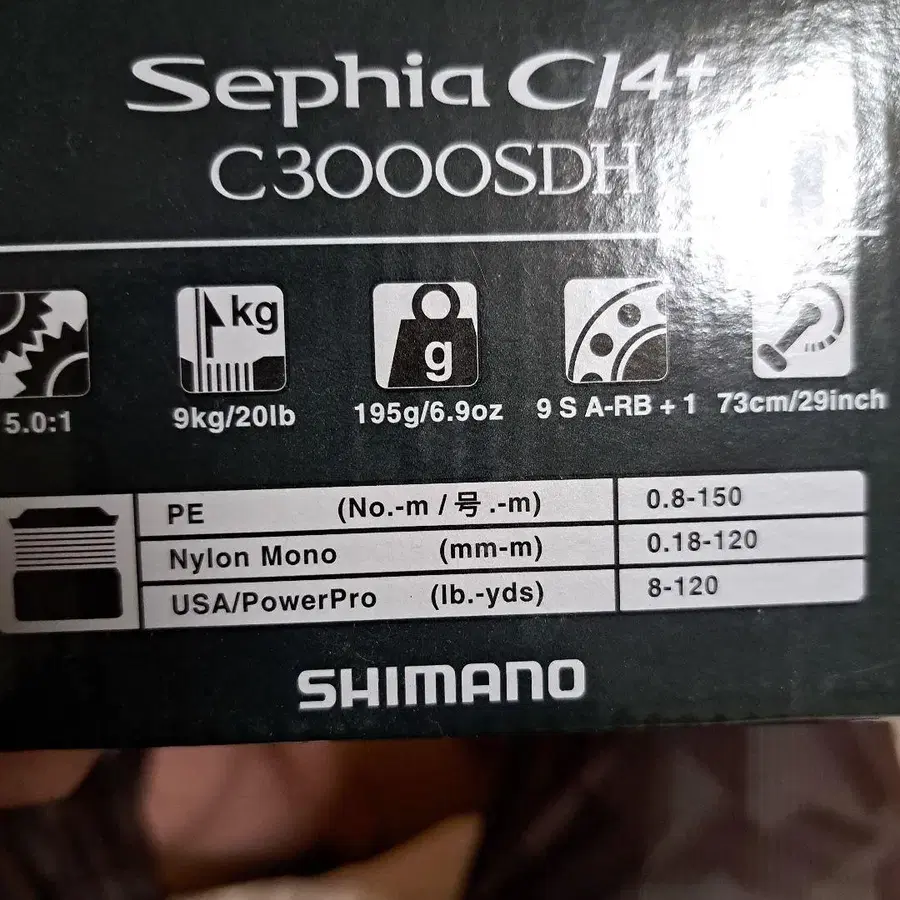 Sephia CI4+
C3000SDH
kg
g
5.0:1
9kg/20lb
195g/6.9oz
9 S A-RB + 1
73cm/29inch
PE (No.-m / 号 .-m) 0.8-150
Nylon Mono (mm-m) 0.18-120
USA/PowerPro (lb.-yds) 8-120
SHIMANO